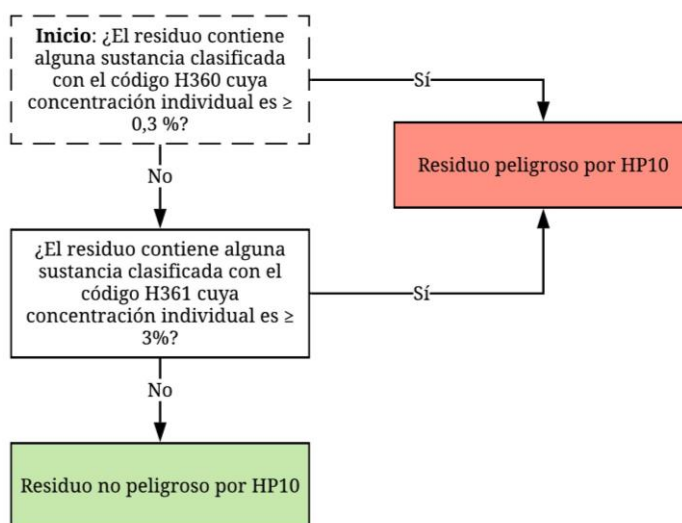 Inicio: ¿El residuo contiene
alguna sustancia clasificada
con el código H360 cuya
concentración individual es ≥
0,3 %?
Sí
Residuo peligroso por HP10
No
¿El residuo contiene alguna
sustancia clasificada con el
código H361 cuya
concentración individual es ≥
3%?
Sí
No
Residuo no peligroso por HP10